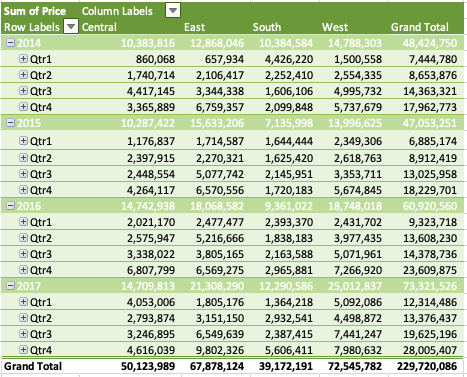 Sum of Price Column Labels
Row Labels Central East South West Grand Total
2014 10,383,816 12,868,046 10,384,584 14,788,303 48,424,750
Qtr1 860,068 657,934 4,426,220 1,500,558 7,444,780
Qtr2 1,740,714 2,106,417 2,252,410 2,554,335 8,653,876
Qtr3 4,417,145 3,344,338 1,606,106 4,995,732 14,363,321
Qtr4 3,365,889 6,759,357 2,099,848 5,737,679 17,962,773
2015 10,287,422 15,633,206 7,135,998 13,996,625 47,053,251
Qtr1 1,176,837 1,714,587 1,644,444 2,349,306 6,885,174
Qtr2 2,397,915 2,270,321 1,625,420 2,618,763 8,912,419
Qtr3 2,448,554 5,077,742 2,145,951 3,353,711 13,025,958
Qtr4 4,264,117 6,570,556 1,720,183 5,674,845 18,229,701
2016 14,742,938 18,068,582 9,361,022 18,748,018 60,920,560
Qtr1 2,021,170 2,477,477 2,393,370 2,431,702 9,323,718
Qtr2 2,575,947 5,216,666 1,838,183 3,977,435 13,608,230
Qtr3 3,338,022 3,805,165 2,163,588 5,071,961 14,378,736
Qtr4 6,807,799 6,569,275 2,965,881 7,266,920 23,609,875
2017 14,709,813 21,308,290 12,290,586 25,012,837 73,321,526
Qtr1 4,053,006 1,805,176 1,364,218 5,092,086 12,314,486
Qtr2 2,793,874 3,151,150 2,932,541 4,498,872 13,376,437
Qtr3 3,246,895 6,549,639 2,387,415 7,441,247 19,625,196
Qtr4 4,616,039 9,802,326 5,606,411 7,980,632 28,005,407
Grand Total 50,123,989 67,878,124 39,172,191 72,545,782 229,720,086